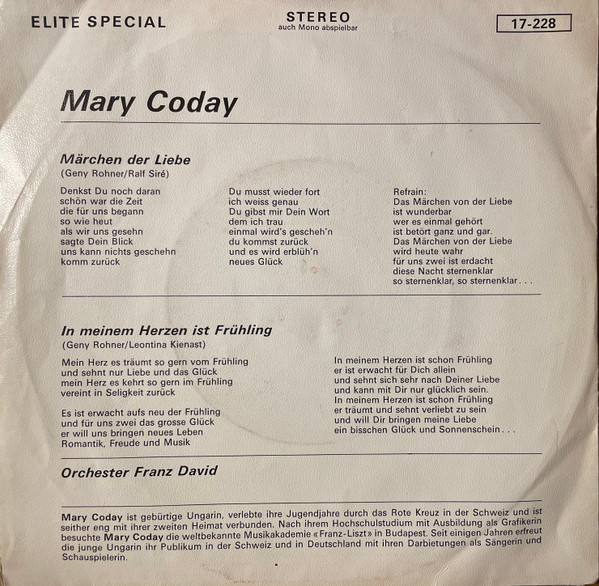 ELITE SPECIAL
STEREO
auch Mono abspielbar
17-228
Mary Coday
Märchen der Liebe
(Geny Rohner/Ralf Siré)
Denkst Du noch daran
schön war die Zeit
die für uns begann
so wie heut
als wir uns gesehn
sagte Dein Blick
uns kann nichts geschehn
komm zurück
Du musst wieder fort
ich weiss genau
Du gibst mir Dein Wort
dem ich trau
einmal wird's gescheh'n
du kommst zurück
und es wird erblüh'n
neues Glück
Refrain:
Das Märchen von der Liebe
ist wunderbar
wer es einmal gehört
ist betört ganz und gar.
Das Märchen von der Liebe
wird heute wahr
für uns zwei ist erdacht
diese Nacht sternenklar
so sternenklar, so sternenklar...
In meinem Herzen ist Frühling
(Geny Rohner/Leontina Kienast)
Mein Herz es träumt so gern vom Frühling
und sehnt nur Liebe und das Glück
mein Herz es kehrt so gern im Frühling
vereint in Seligkeit zurück
Es ist erwacht aufs neu der Frühling
und für uns zwei das grosse Glück
er will uns bringen neues Leben
Romantik, Freude und Musik
In meinem Herzen ist schon Frühling
er ist erwacht für Dich allein
und sehnt sich sehr nach Deiner Liebe
und kann mit Dir nur glücklich sein.
In meinem Herzen ist schon Frühling
er träumt und sehnt verliebt zu sein
und will Dir bringen meine Liebe
ein bisschen Glück und Sonnenschein...
Orchester Franz David
Mary Coday ist gebürtige Ungarin, verlebte ihre Jugendjahre durch das Rote Kreuz in der Schweiz und ist
seither eng mit ihrer zweiten Heimat verbunden. Nach ihrem Hochschulstudium mit Ausbildung als Grafikerin
besuchte Mary Coday die weltbekannte Musikakademie «Franz-Liszt» in Budapest. Seit einigen Jahren erfreut
die junge Ungarin ihr Publikum in der Schweiz und in Deutschland mit ihren Darbietungen als Sängerin und
Schauspielerin.